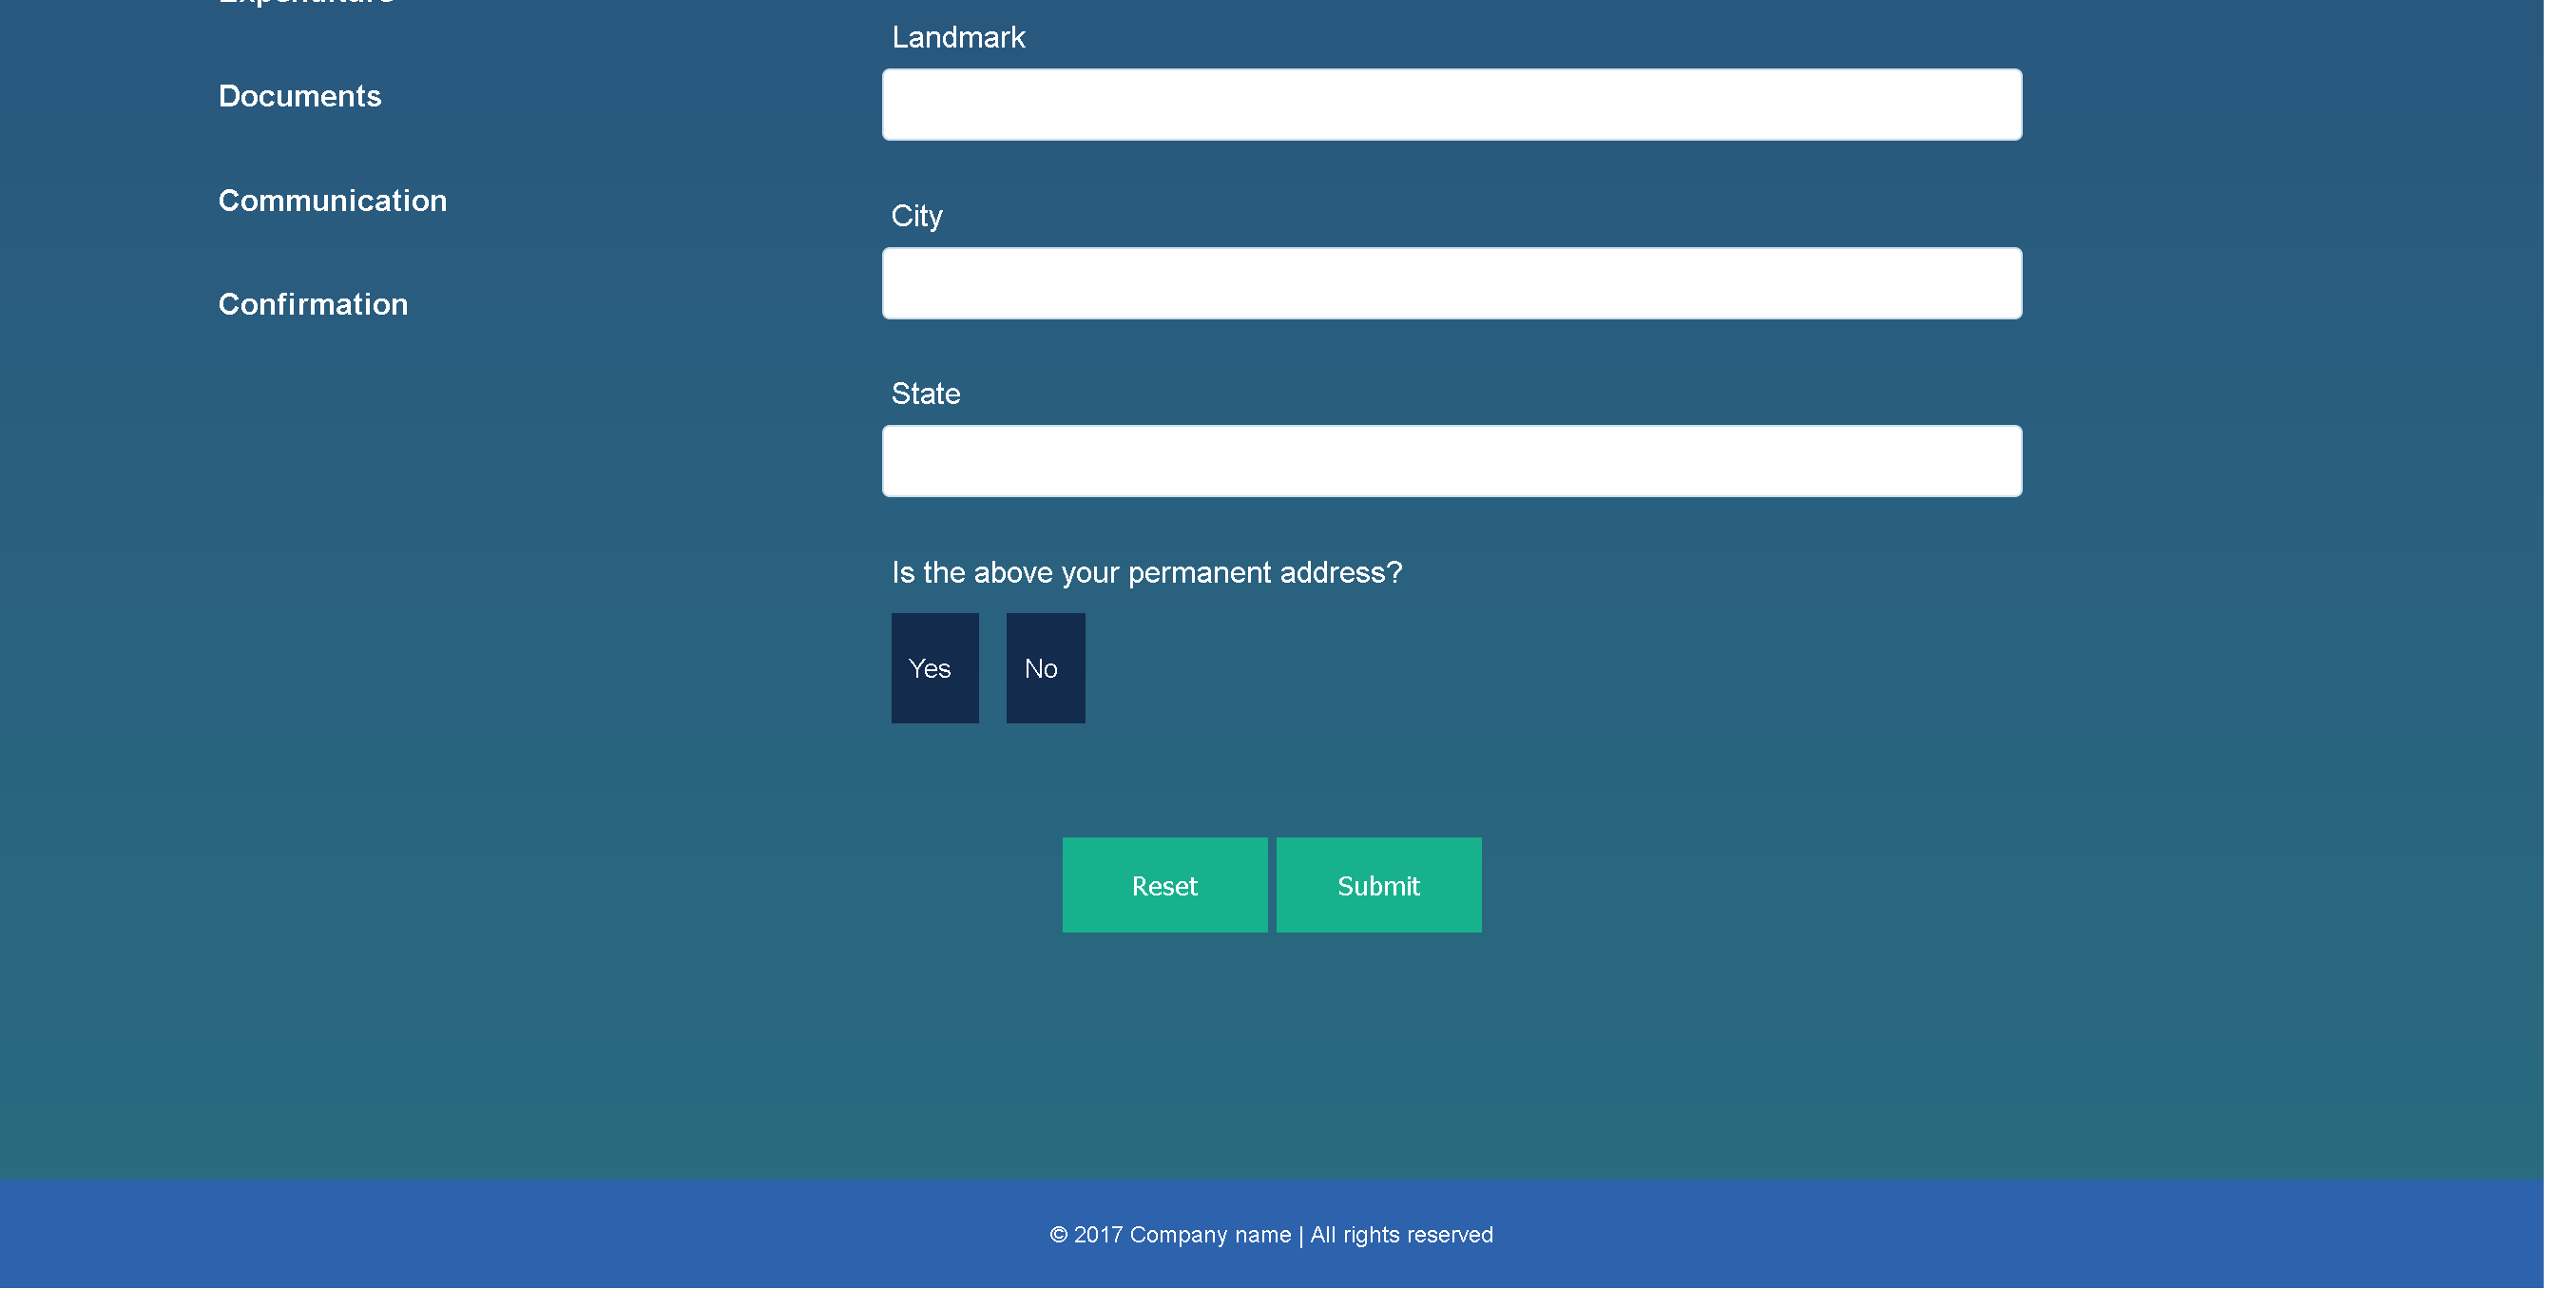 Expenditure
Documents
Communication
Confirmation
Landmark
City
State
Is the above your permanent address?
Yes
No
Reset
Submit
© 2017 Company name | All rights reserved